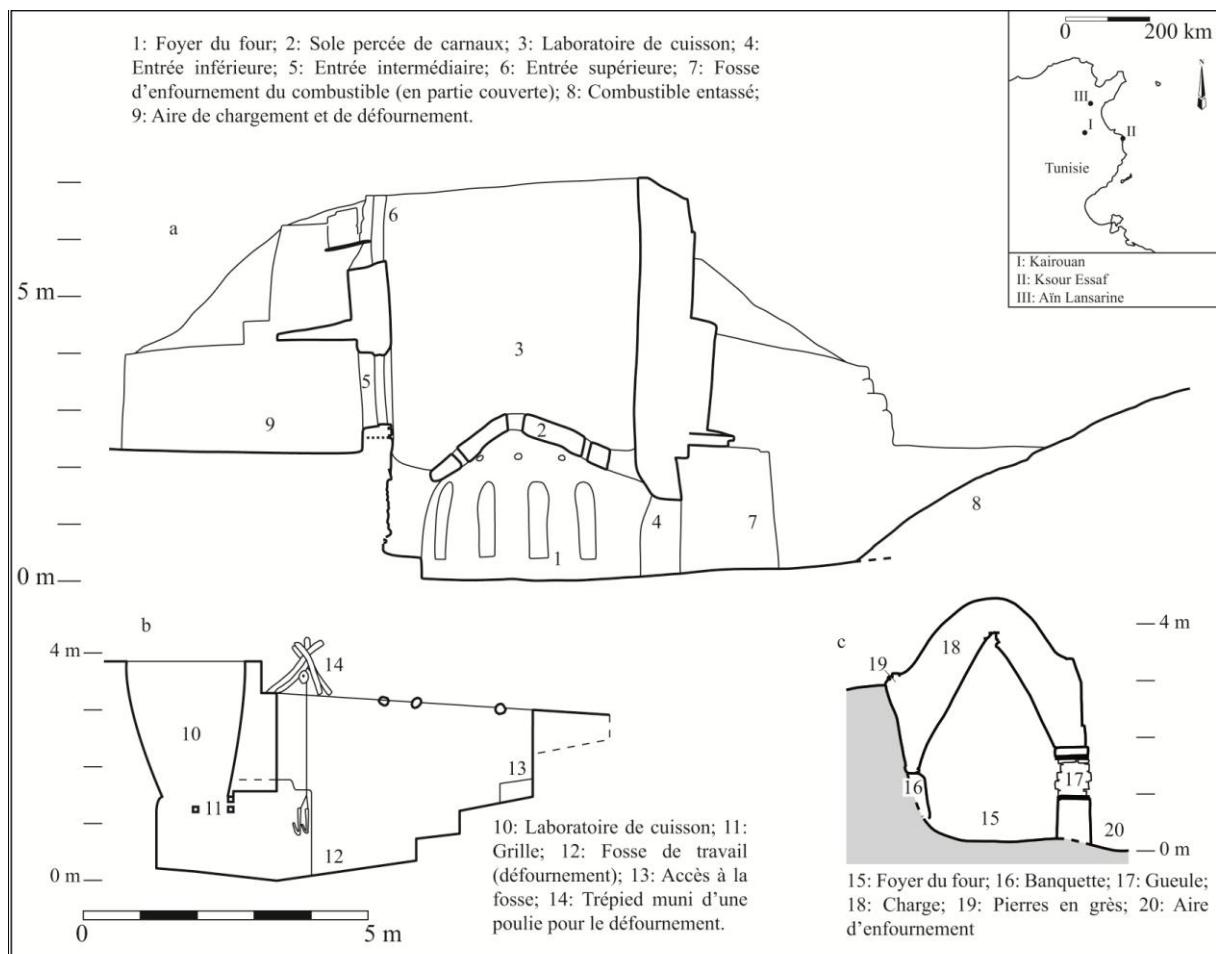 1: Foyer du four; 2: Sole percée de carnaux; 3: Laboratoire de cuisson; 4:
Entrée inférieure; 5: Entrée intermédiaire; 6: Entrée supérieure; 7: Fosse
d'enfournement du combustible (en partie couverte); 8: Combustible entassé;
9: Aire de chargement et de défournement.
0 200 km
N
III
I
II
Tunisie
I: Kairouan
II: Ksour Essaf
III: Aïn Lansarine
a
6
5 m
3
5
9
2
8
4
7
1
0 m
b
4 m
14
10
13
11
12
0 m
0 5 m
10: Laboratoire de cuisson; 11:
Grille; 12: Fosse de travail
(défournement); 13: Accès à la
fosse; 14: Trépied muni d'une
poulie pour le défournement.
c
4 m
18
19
17
16
15
20
0 m
15: Foyer du four; 16: Banquette; 17: Gueule;
18: Charge; 19: Pierres en grès; 20: Aire
d'enfournement